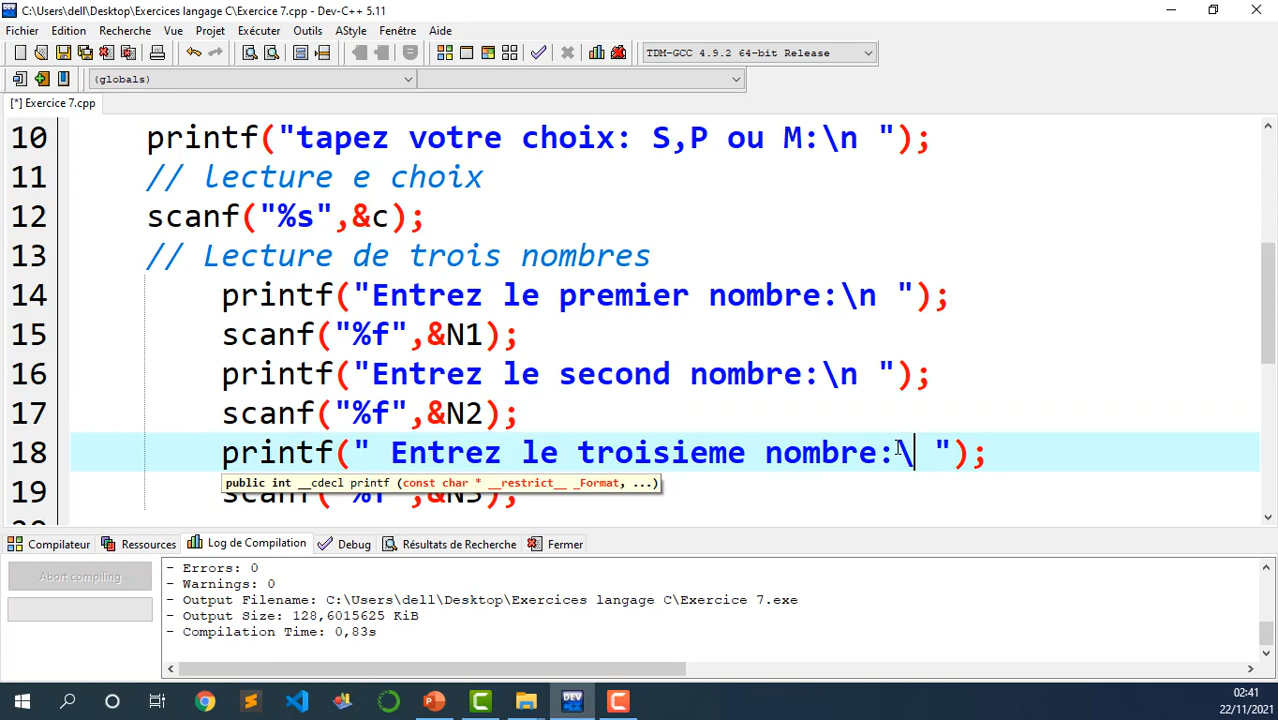 C:\Users\dell\Desktop\Exercices langage C\Exercice 7.cpp - Dev-C++ 5.11
Fichier Edition Recherche Vue Projet Exécuter Outils AStyle Fenêtre Aide
TDM-GCC 4.9.2 64-bit Release
(globals)
[*] Exercice 7.cpp
10 printf("tapez votre choix: S,P ou M:\n ");
11 // lecture e choix
12 scanf("%s",&c);
13 // Lecture de trois nombres
14 printf("Entrez le premier nombre:\n ");
15 scanf("%f",&N1);
16 printf("Entrez le second nombre:\n ");
17 scanf("%f",&N2);
18 printf(" Entrez le troisieme nombre:\ ");
public int __cdecl printf (const char * __restrict__ _Format, ...)
19 scanf("%f",&N3);
Compilateur Ressources Log de Compilation Debug Résultats de Recherche Fermer
Abort compiling
- Errors: 0
- Warnings: 0
- Output Filename: C:\Users\dell\Desktop\Exercices langage C\Exercice 7.exe
- Output Size: 128,6015625 KiB
- Compilation Time: 0,83s
02:41
22/11/2021